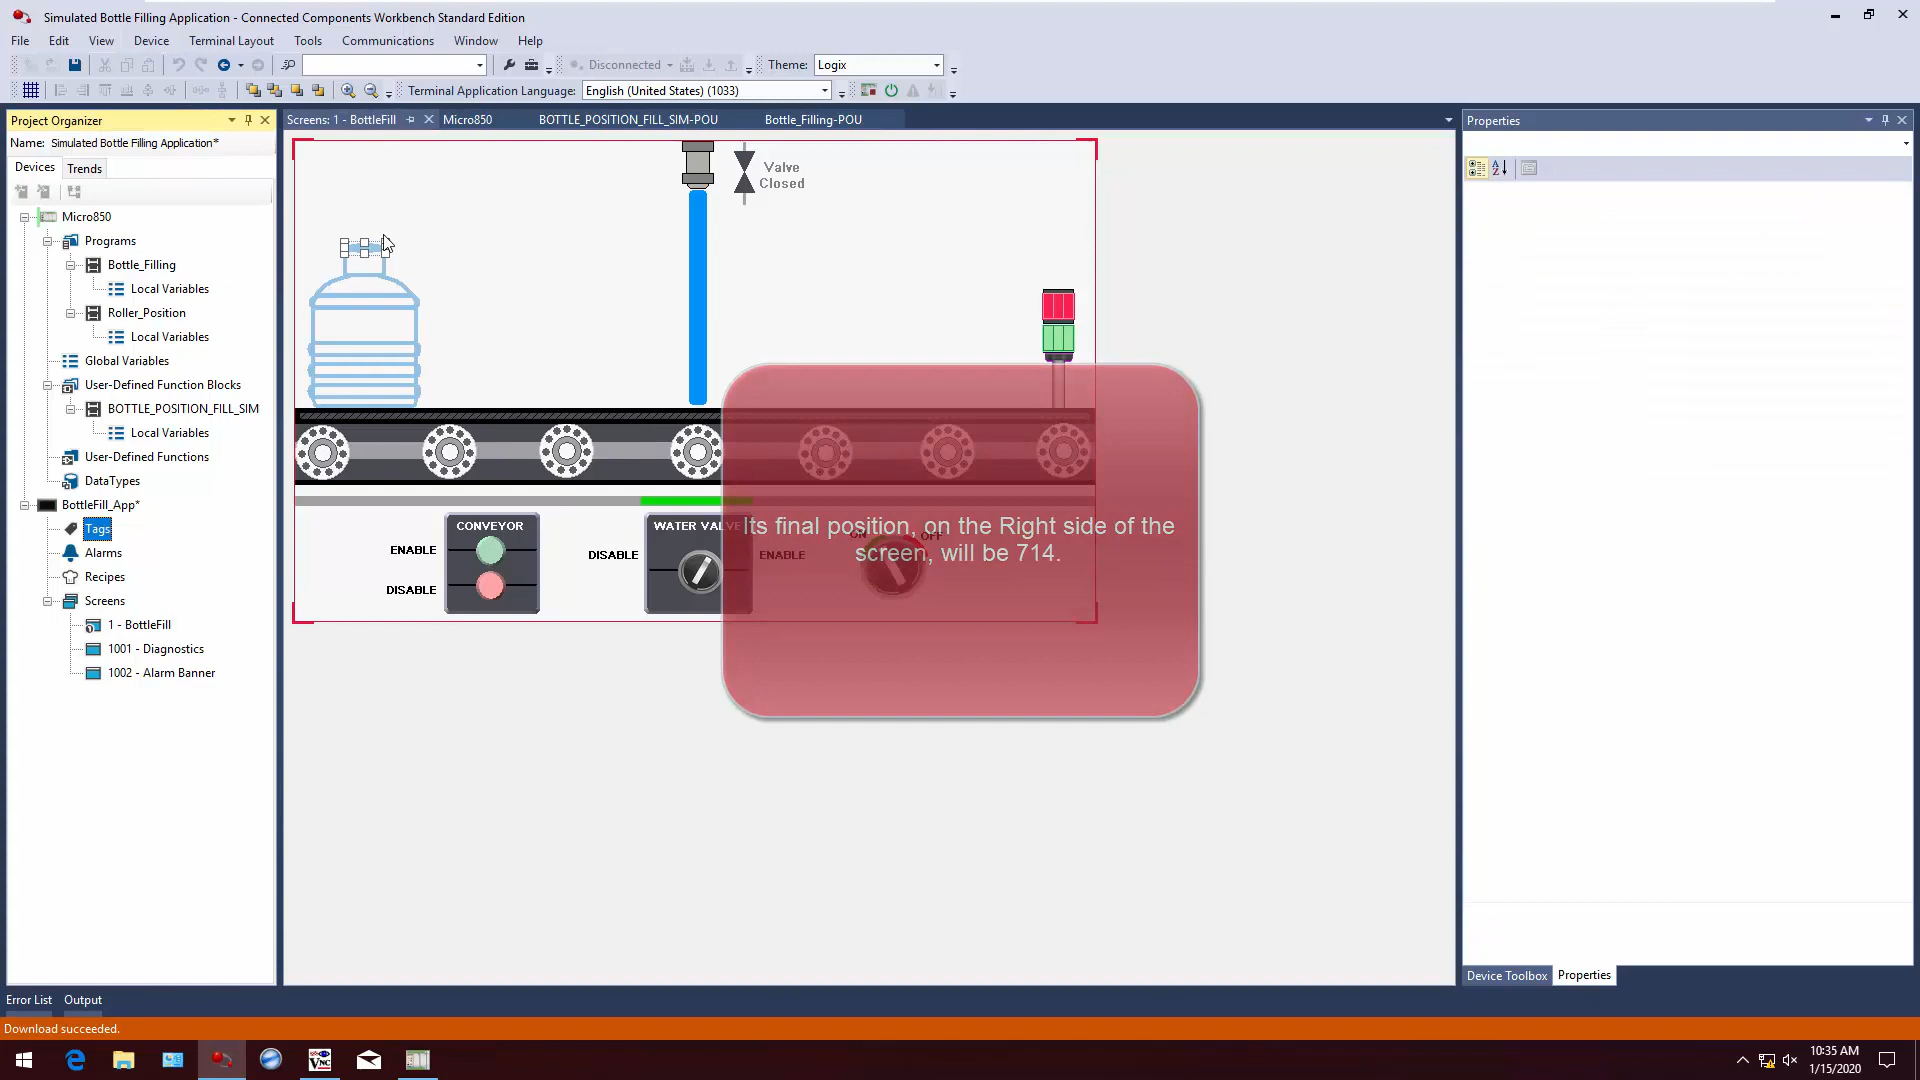 Simulated Bottle Filling Application - Connected Components Workbench Standard Edition
File Edit View Device Terminal Layout Tools Communications Window Help
Disconnected Theme: Logix
Terminal Application Language: English (United States) (1033)
Project Organizer
Name: Simulated Bottle Filling Application*
Devices Trends
Micro850
Programs
Bottle_Filling
Local Variables
Roller_Position
Local Variables
Global Variables
User-Defined Function Blocks
BOTTLE_POSITION_FILL_SIM
Local Variables
User-Defined Functions
DataTypes
BottleFill_App*
Tags
Alarms
Recipes
Screens
1 - BottleFill
1001 - Diagnostics
1002 - Alarm Banner
Screens: 1 - BottleFill Micro850 BOTTLE_POSITION_FILL_SIM-POU Bottle_Filling-POU
Valve
Closed
CONVEYOR
ENABLE
DISABLE
WATER VALVE
DISABLE
ENABLE
ON OFF
Its final position, on the Right side of the
screen, will be 714.
Properties
Device Toolbox Properties
Error List Output
Download succeeded.
10:35 AM
1/15/2020